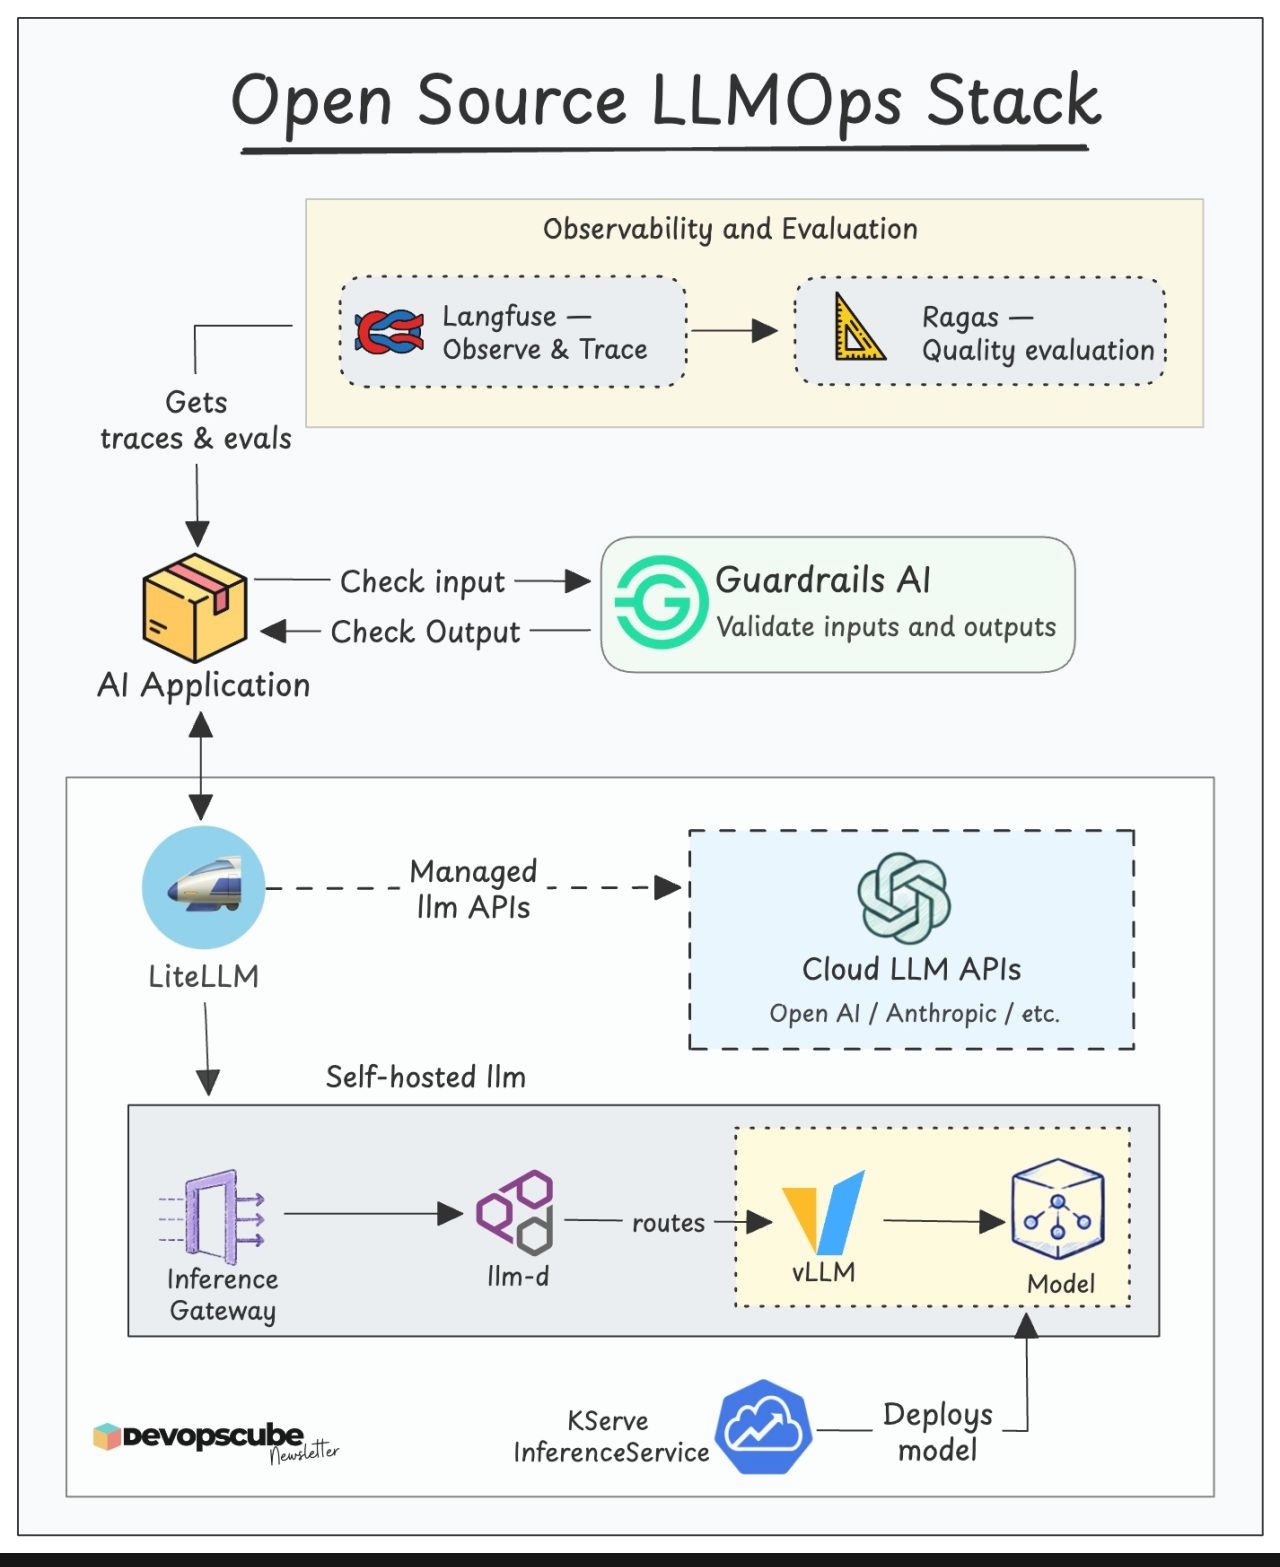 Open Source LLMOps Stack
Observability and Evaluation
Langfuse —
Observe & Trace
Ragas —
Quality evaluation
Gets
traces & evals
Check input
Guardrails AI
Validate inputs and outputs
Check Output
AI Application
Managed
llm APIs
LiteLLM
Cloud LLM APIs
Open AI / Anthropic / etc.
Self-hosted llm
Inference
Gateway
llm-d
routes
vLLM
Model
KServe
InferenceService
Deploys
model
DEVOPSCUBE
Newsletter